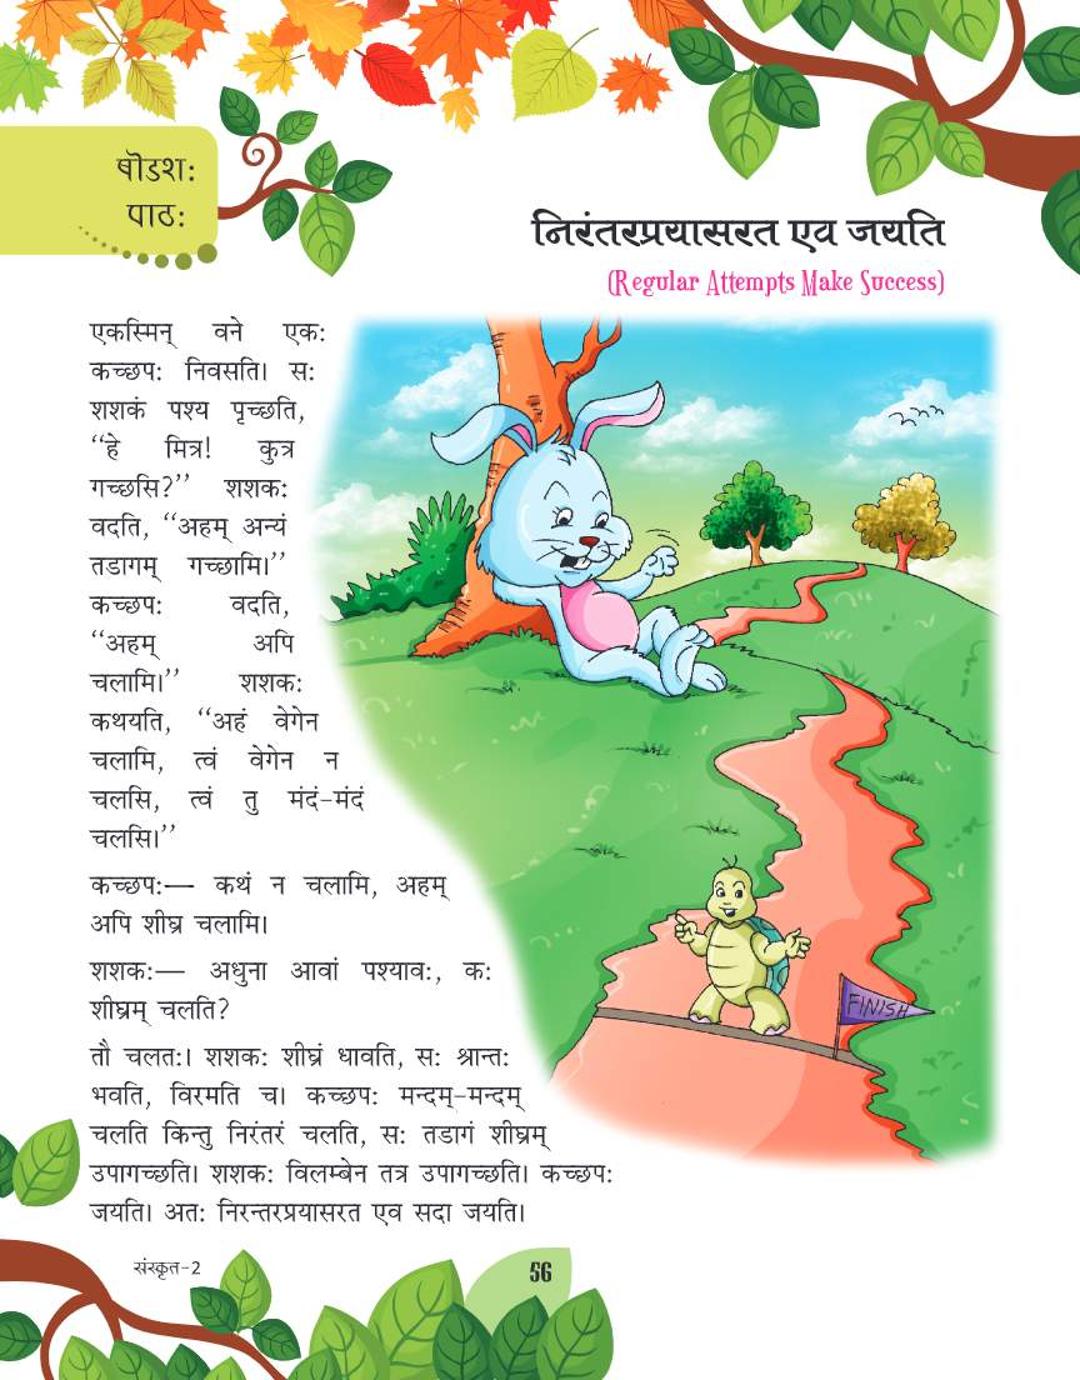 षोडशः
पाठः
निरंतरप्रयासरत एव जयति
(Regular Attempts Make Success)
एकस्मिन् वने एकः
कच्छपः निवसति। सः
शशकं पश्य पृच्छति,
‘‘हे मित्र! कुत्र
गच्छसि?’’ शशकः
वदति, ‘‘अहम् अन्यं
तडागम् गच्छामि।’’
कच्छपः वदति,
‘‘अहम् अपि
चलामि।’’ शशकः
कथयति, ‘‘अहं वेगेन
चलामि, त्वं वेगेन न
चलसि, त्वं तु मंदं-मंदं
चलसि।’’
कच्छपः— कथं न चलामि, अहम्
अपि शीघ्र चलामि।
शशकः— अधुना आवां पश्यावः, कः
शीघ्रम् चलति?
तौ चलतः। शशकः शीघ्रं धावति, सः श्रान्तः
भवति, विरमति च। कच्छपः मन्दम्-मन्दम्
चलति किन्तु निरंतरं चलति, सः तडागं शीघ्रम्
उपागच्छति। शशकः विलम्बेन तत्र उपागच्छति। कच्छपः
जयति। अतः निरन्तरप्रयासरत एव सदा जयति।
FINISH
संस्कृत-2
56